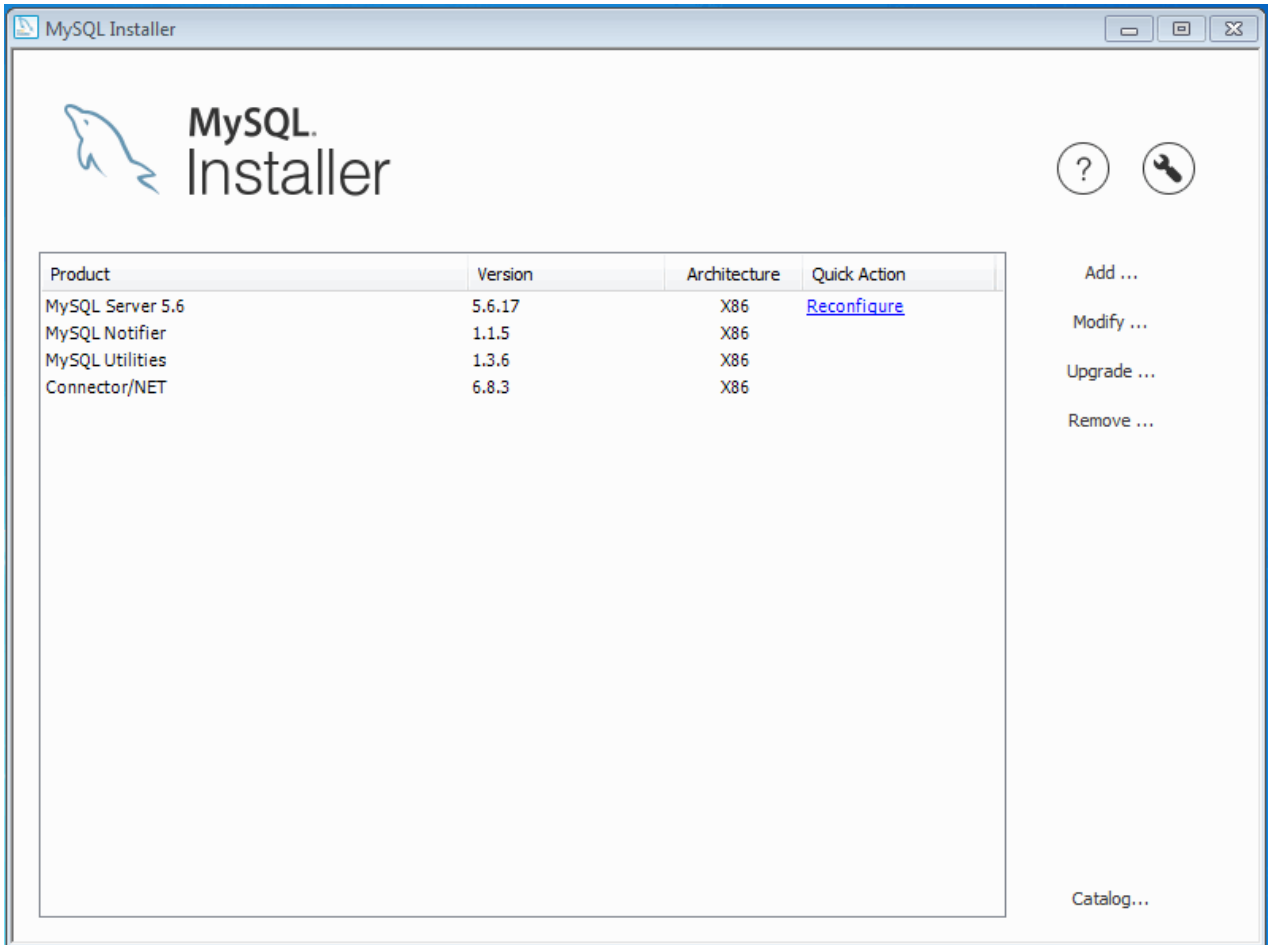 MySQL Installer
MySQL.
Installer
?
Product Version Architecture Quick Action
MySQL Server 5.6 5.6.17 X86 Reconfigure
MySQL Notifier 1.1.5 X86
MySQL Utilities 1.3.6 X86
Connector/NET 6.8.3 X86
Add ...
Modify ...
Upgrade ...
Remove ...
Catalog...